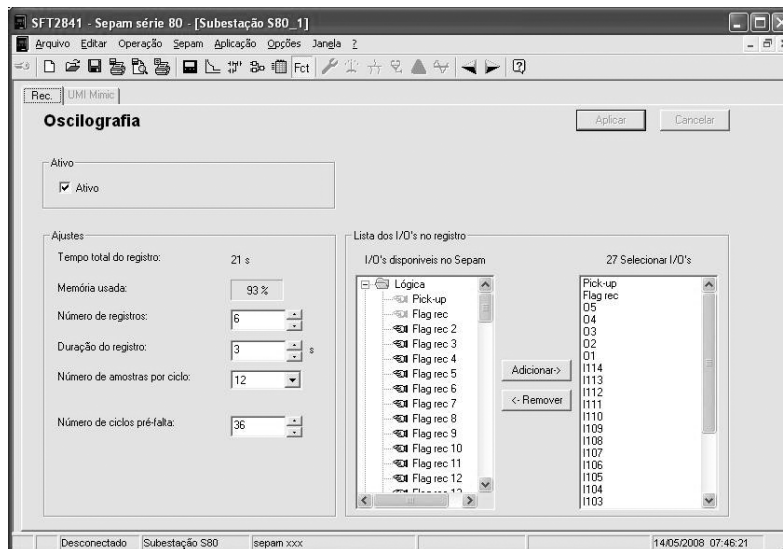 SFT2841 - Sepam série 80 - [Subestação S80_1]
Arquivo Editar Operação Sepam Aplicação Opções Janela ?
Fct
Rec. UMI Mimic
Oscilografia
Aplicar Cancelar
Ativo
Ativo
Ajustes
Tempo total do registro: 21 s
Memória usada: 93 %
Número de registros: 6
Duração do registro: 3 s
Número de amostras por ciclo: 12
Número de ciclos pré-falta: 36
Lista dos I/O's no registro
I/O's disponiveis no Sepam
Lógica
Pick-up
Flag rec
Flag rec 2
Flag rec 3
Flag rec 4
Flag rec 5
Flag rec 6
Flag rec 7
Flag rec 8
Flag rec 9
Flag rec 10
Flag rec 11
Flag rec 12
Flag rec 13
Adicionar->
<- Remover
27 Selecionar I/O's
Pick-up
Flag rec
O5
O4
O3
O2
O1
I114
I113
I112
I111
I110
I109
I108
I107
I106
I105
I104
I103
Desconectado Subestação S80 sepam xxx 14/05/2008 07:46:21